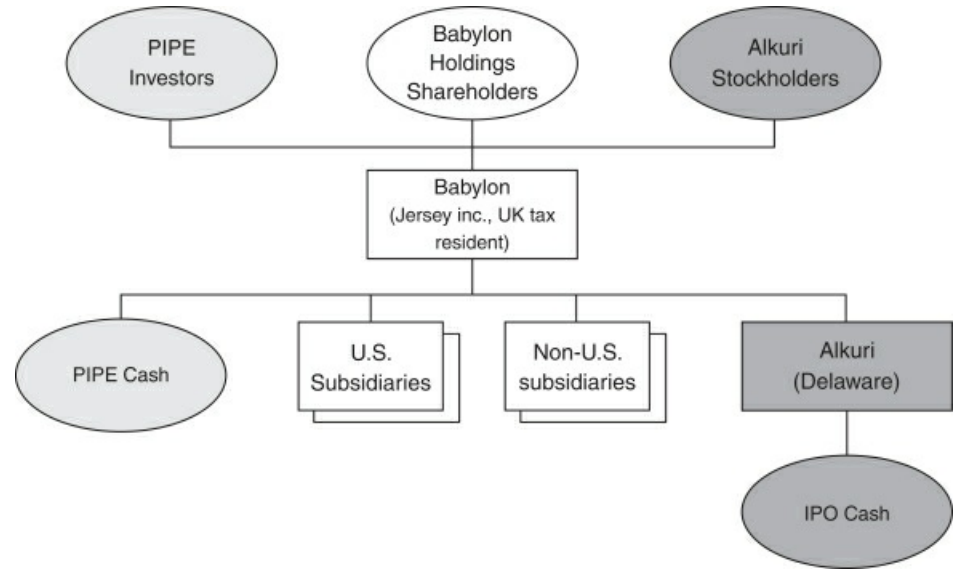 PIPE
Investors
Babylon
Holdings
Shareholders
Alkuri
Stockholders
Babylon
(Jersey inc., UK tax
resident)
PIPE Cash
U.S.
Subsidiaries
Non-U.S.
subsidiaries
Alkuri
(Delaware)
IPO Cash